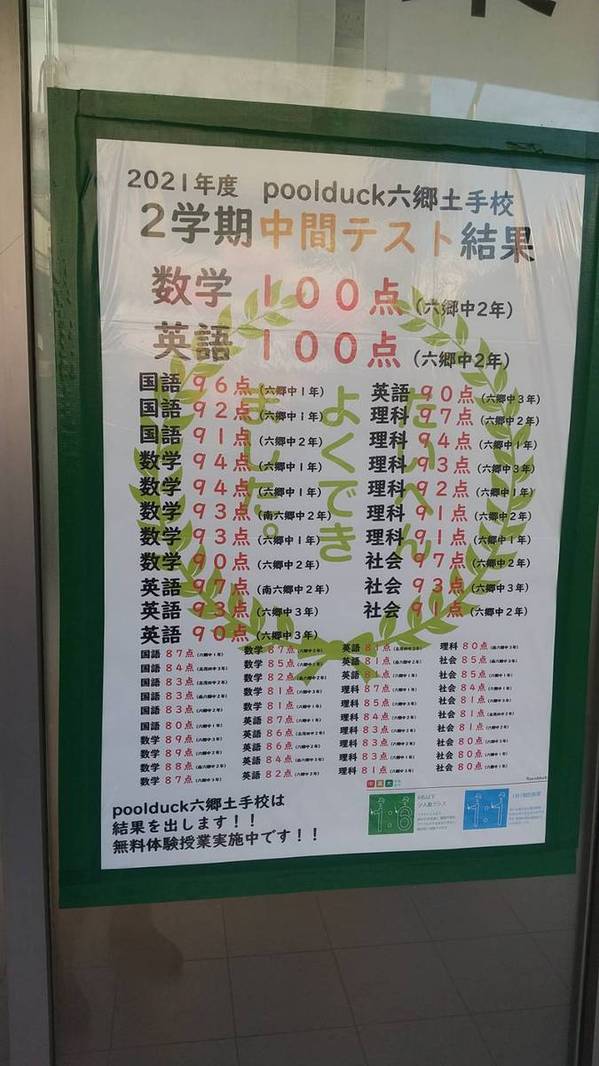 2021年度 poolduck六郷土手校
2学期中間テスト結果
数学 100点(六郷中2年)
英語 100点(六郷中2年)
国語 96点(六郷中1年)
国語 92点(六郷中1年)
国語 91点(六郷中2年)
数学 94点(六郷中1年)
数学 94点(六郷中1年)
数学 93点(南六郷中2年)
数学 93点(六郷中1年)
数学 90点(六郷中2年)
英語 97点(南六郷中2年)
英語 93点(六郷中3年)
英語 90点(六郷中3年)
英語 90点(六郷中3年)
理科 97点(六郷中2年)
理科 94点(六郷中1年)
理科 93点(六郷中3年)
理科 92点(六郷中1年)
理科 91点(六郷中2年)
理科 91点(六郷中1年)
社会 97点(六郷中2年)
社会 93点(六郷中3年)
社会 91点(六郷中2年)
たいへん
よくでき
ました。
国語 87点
国語 84点
国語 83点
国語 83点
国語 83点
国語 80点
数学 89点
数学 89点
数学 88点
数学 87点
数学 87点
数学 85点
数学 82点
数学 81点
数学 81点
英語 87点
英語 86点
英語 86点
英語 84点
英語 82点
英語 81点
英語 81点
英語 81点
理科 87点
理科 85点
理科 84点
理科 83点
理科 83点
理科 81点
理科 80点
社会 85点
社会 85点
社会 84点
社会 81点
社会 81点
社会 81点
社会 80点
社会 80点
社会 80点
poolduck六郷土手校は
結果を出します!!
無料体験授業実施中です!!